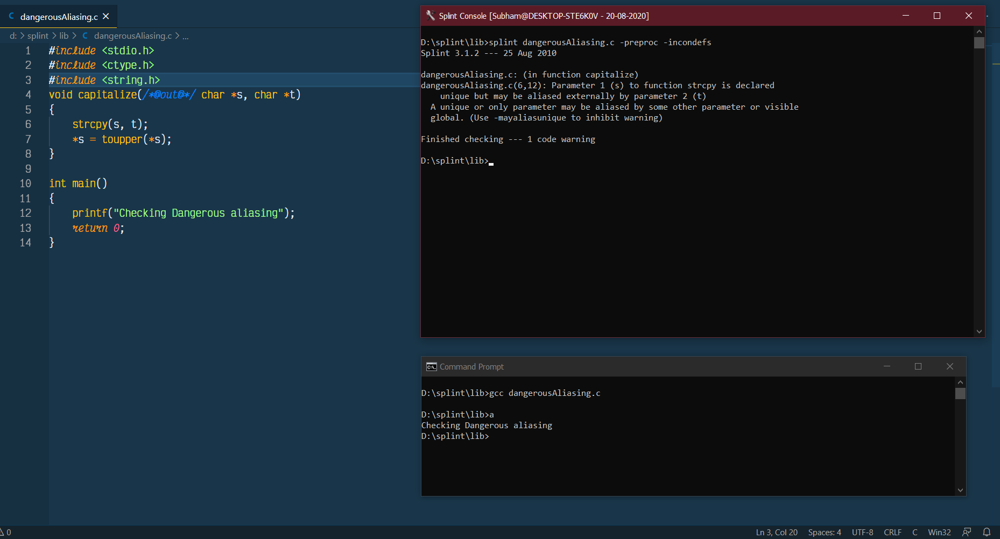 C dangerousAliasing.c ×
d: > splint > lib > C dangerousAliasing.c > ...
1 #include <stdio.h>
2 #include <ctype.h>
3 #include <string.h>
4 void capitalize(/*@out@*/ char *s, char *t)
5 {
6     strcpy(s, t);
7     *s = toupper(*s);
8 }
9
10 int main()
11 {
12     printf("Checking Dangerous aliasing");
13     return 0;
14 }
Splint Console [Subham@DESKTOP-STE6K0V - 20-08-2020]
D:\splint\lib>splint dangerousAliasing.c -preproc -incondefs
Splint 3.1.2 --- 25 Aug 2010
dangerousAliasing.c: (in function capitalize)
dangerousAliasing.c(6,12): Parameter 1 (s) to function strcpy is declared
    unique but may be aliased externally by parameter 2 (t)
  A unique or only parameter may be aliased by some other parameter or visible
  global. (Use -mayaliasunique to inhibit warning)
Finished checking --- 1 code warning
D:\splint\lib>
Command Prompt
D:\splint\lib>gcc dangerousAliasing.c
D:\splint\lib>a
Checking Dangerous aliasing
D:\splint\lib>
0
Ln 3, Col 20 Spaces: 4 UTF-8 CRLF C Win32